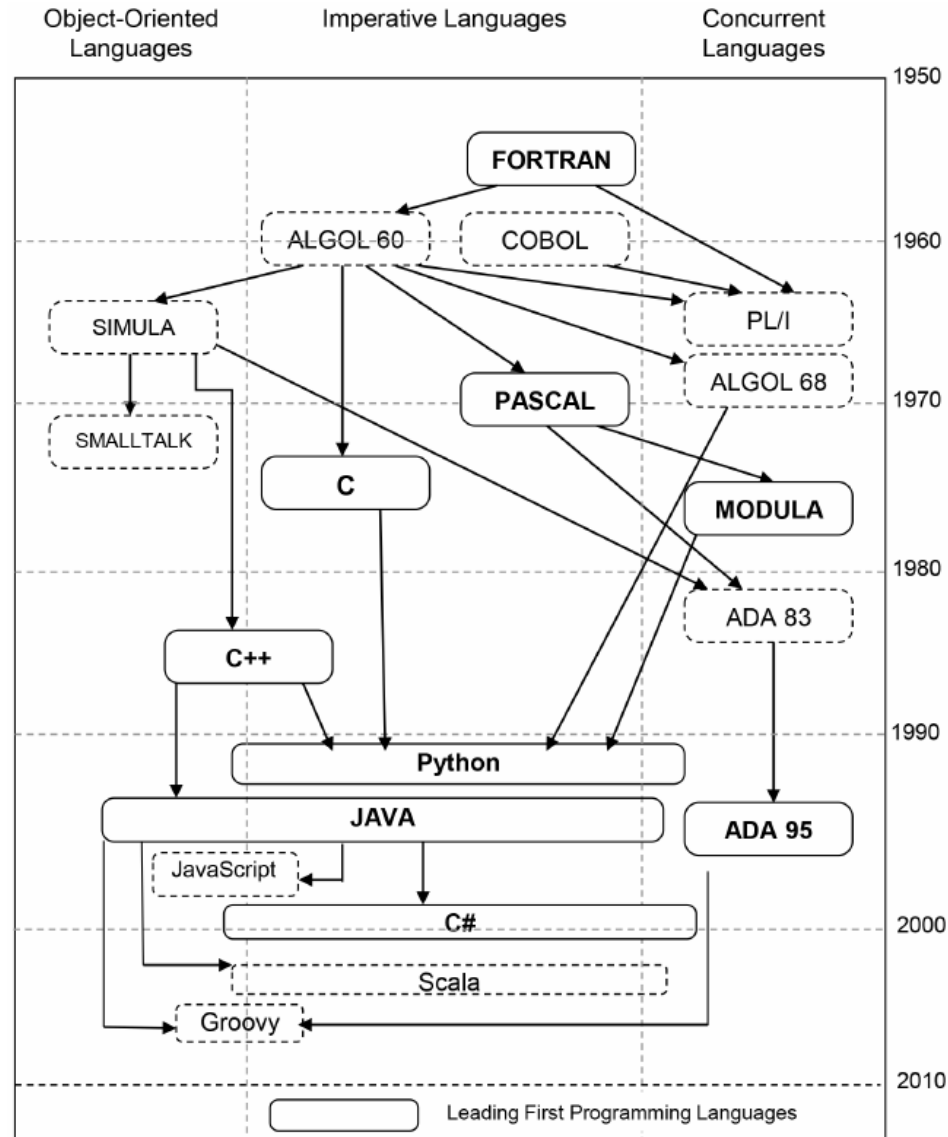 Object-Oriented
Languages
Imperative Languages
Concurrent
Languages
1950
FORTRAN
ALGOL 60
COBOL
1960
SIMULA
PL/I
ALGOL 68
PASCAL
1970
SMALLTALK
C
MODULA
1980
ADA 83
C++
1990
Python
JAVA
ADA 95
JavaScript
C#
2000
Scala
Groovy
2010
Leading First Programming Languages